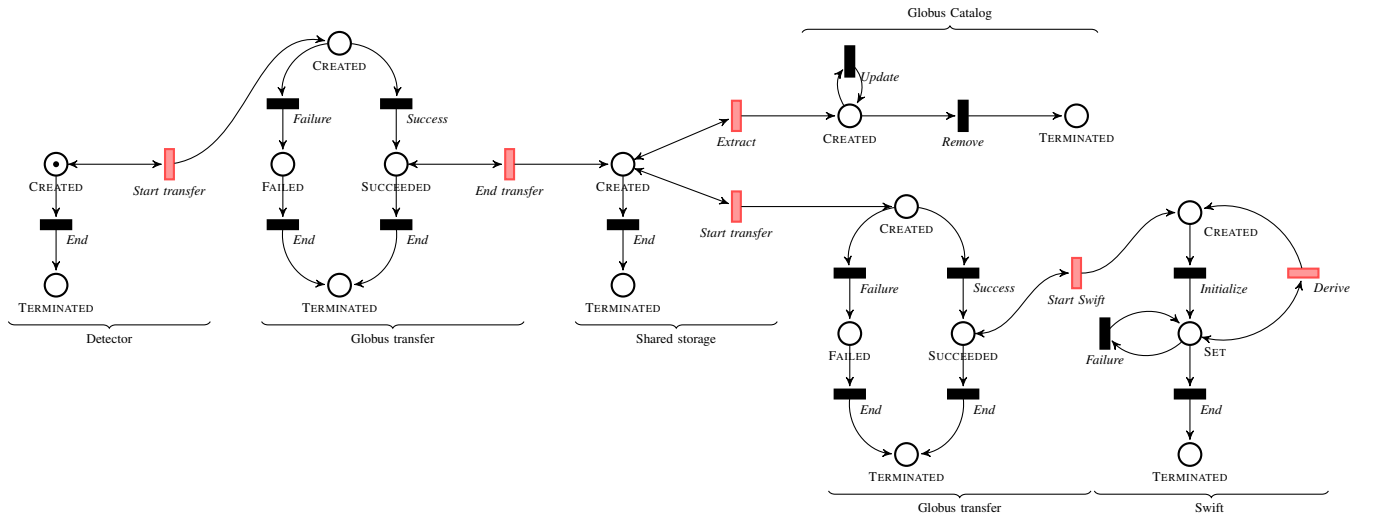 Globus Catalog
CREATED
Update
Failure
Success
CREATED
Extract
Remove
TERMINATED
CREATED
Start transfer
FAILED
SUCCEEDED
End transfer
CREATED
Start transfer
CREATED
CREATED
End
End
End
End
Failure
Success
Start Swift
Initialize
Derive
TERMINATED
TERMINATED
TERMINATED
Detector
Globus transfer
Shared storage
FAILED
SUCCEEDED
Failure
SET
End
End
End
TERMINATED
TERMINATED
Globus transfer
Swift